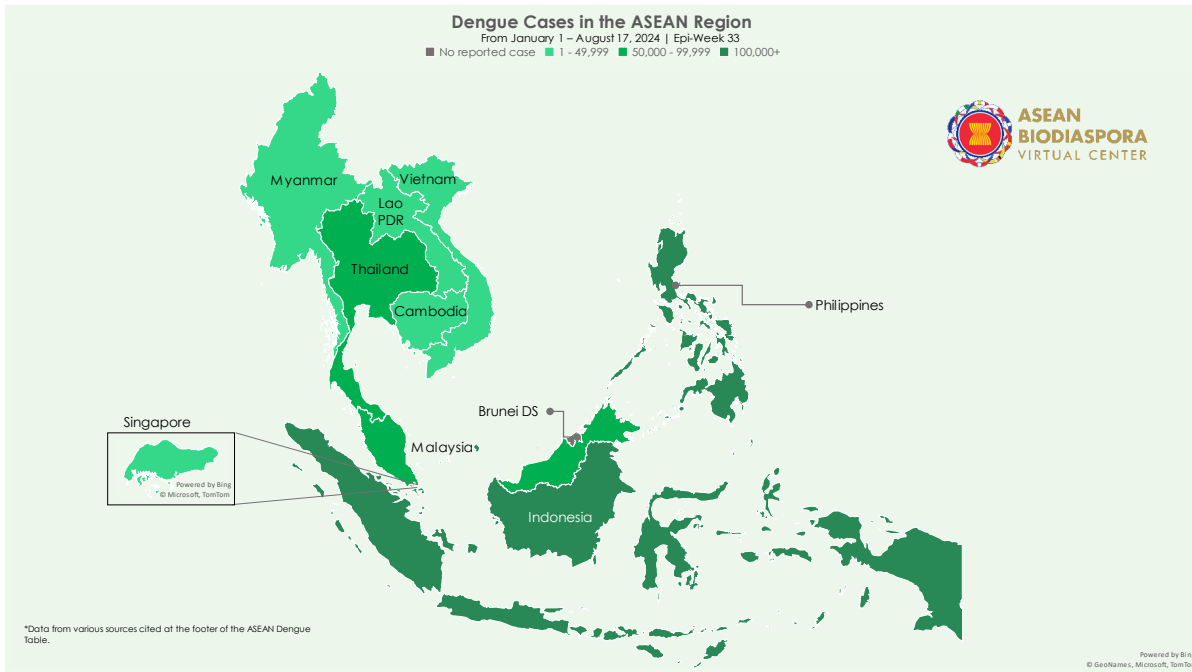 Dengue Cases in the ASEAN Region
From January 1 – August 17, 2024 | Epi-Week 33
No reported case 1 - 49,999 50,000 - 99,999 100,000+
ASEAN
BIODIASPORA
VIRTUAL CENTER
Myanmar
Vietnam
Lao
PDR
Thailand
Cambodia
Philippines
Brunei DS
Singapore
Malaysia
Powered by Bing
© Microsoft, TomTom
Indonesia
*Data from various sources cited at the footer of the ASEAN Dengue
Table.
Powered by Bin
© GeoNames, Microsoft, TomTo